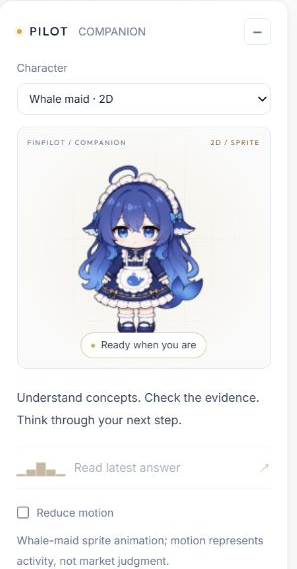 PILOT COMPANION
Character
Whale maid · 2D
FINPILOT / COMPANION 2D / SPRITE
Ready when you are
Understand concepts. Check the evidence.
Think through your next step.
Read latest answer
Reduce motion
Whale-maid sprite animation; motion represents
activity, not market judgment.